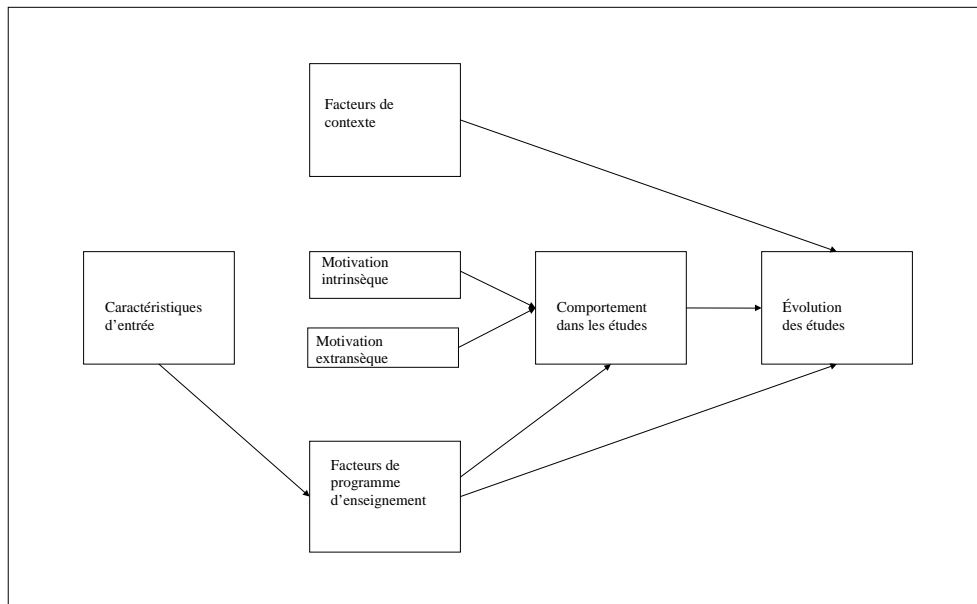 Facteurs de
contexte
Motivation
intrinsèque
Caractéristiques
d’entrée
Comportement
dans les études
Évolution
des études
Motivation
extransèque
Facteurs de
programme
d’enseignement